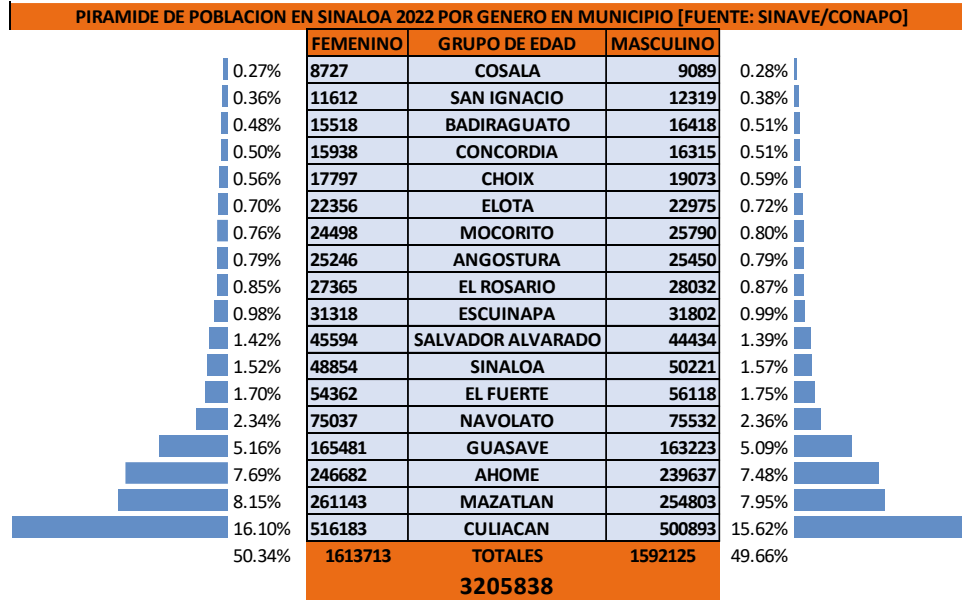 PIRAMIDE DE POBLACION EN SINALOA 2022 POR GENERO EN MUNICIPIO [FUENTE: SINAVE/CONAPO]
FEMENINO GRUPO DE EDAD MASCULINO
0.27% 8727 COSALA 9089 0.28%
0.36% 11612 SAN IGNACIO 12319 0.38%
0.48% 15518 BADIRAGUATO 16418 0.51%
0.50% 15938 CONCORDIA 16315 0.51%
0.56% 17797 CHOIX 19073 0.59%
0.70% 22356 ELOTA 22975 0.72%
0.76% 24498 MOCORITO 25790 0.80%
0.79% 25246 ANGOSTURA 25450 0.79%
0.85% 27365 EL ROSARIO 28032 0.87%
0.98% 31318 ESCUINAPA 31802 0.99%
1.42% 45594 SALVADOR ALVARADO 44434 1.39%
1.52% 48854 SINALOA 50221 1.57%
1.70% 54362 EL FUERTE 56118 1.75%
2.34% 75037 NAVOLATO 75532 2.36%
5.16% 165481 GUASAVE 163223 5.09%
7.69% 246682 AHOME 239637 7.48%
8.15% 261143 MAZATLAN 254803 7.95%
16.10% 516183 CULIACAN 500893 15.62%
50.34% 1613713 TOTALES 1592125 49.66%
3205838